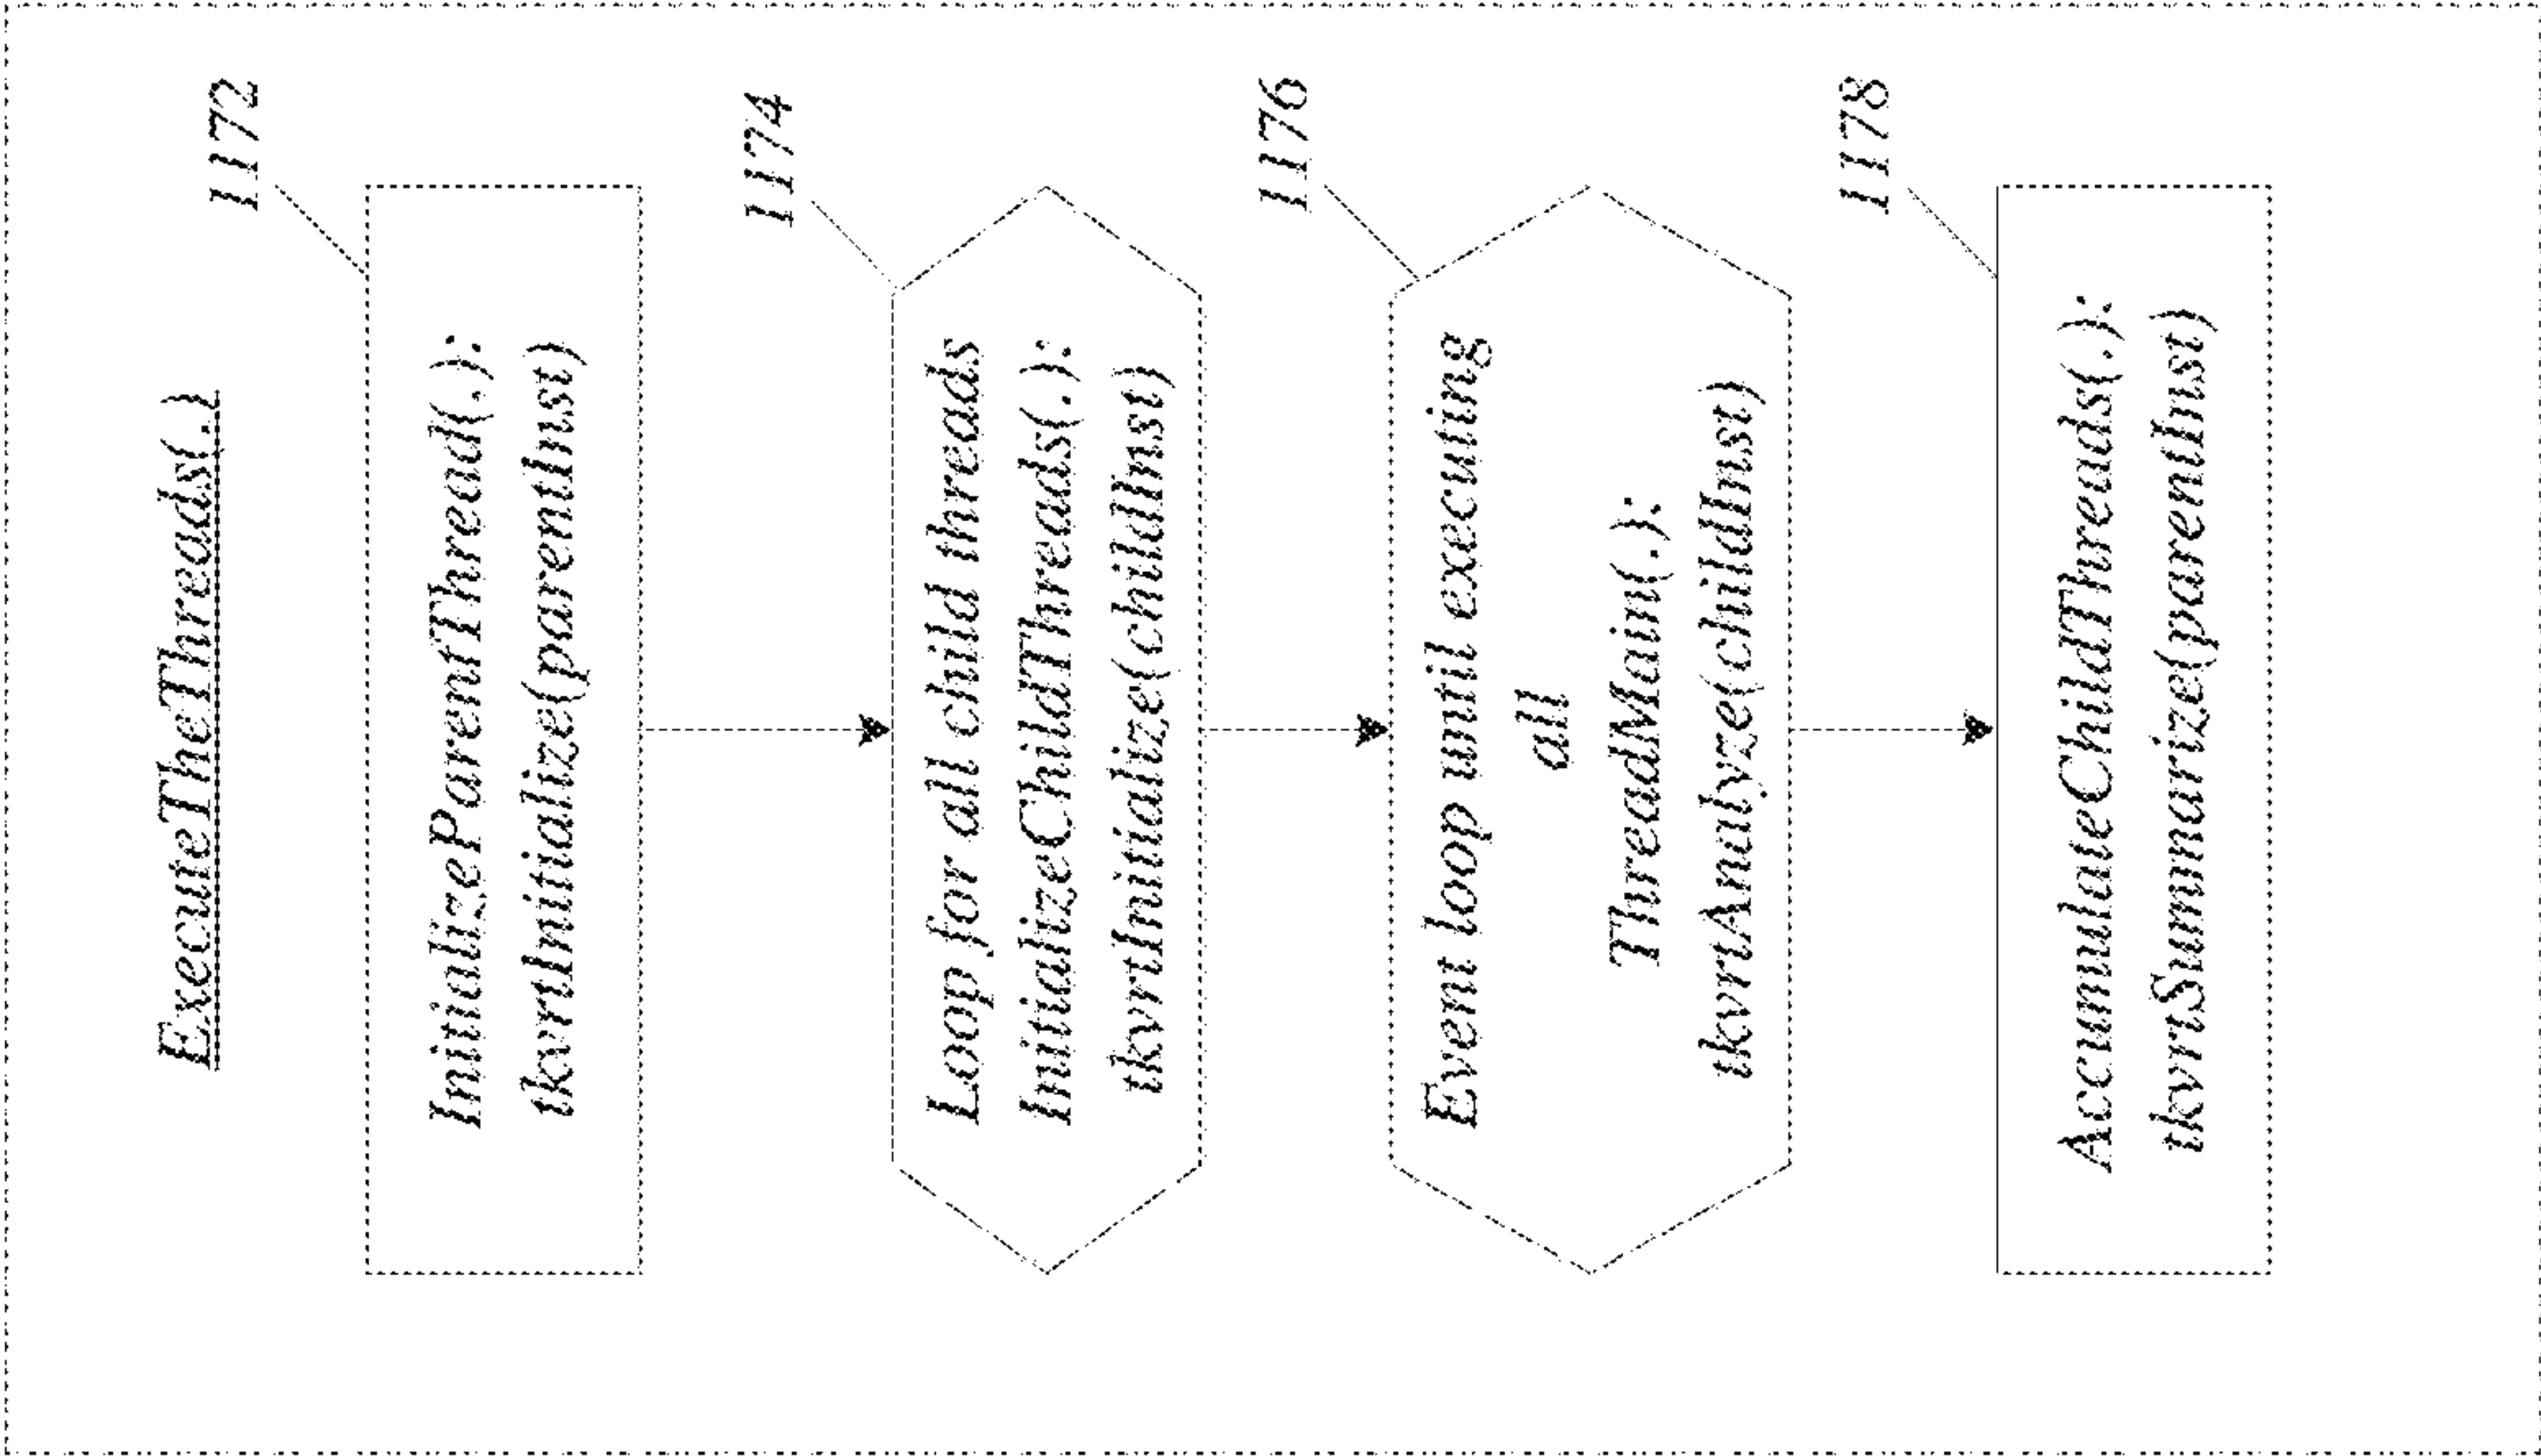 ExecuteTheThreads(.)
1172
InitializeParentThread(.):
tkvrtInitialize(parentInst)
1174
Loop for all child threads
InitializeChildThreads(.):
tkvrtInitialize(childInst)
1176
Event loop until executing
all
ThreadMain(.):
tkvrtAnalyze(childInst)
1178
AccumulateChildThreads(.):
tkvrtSummarize(parentInst)